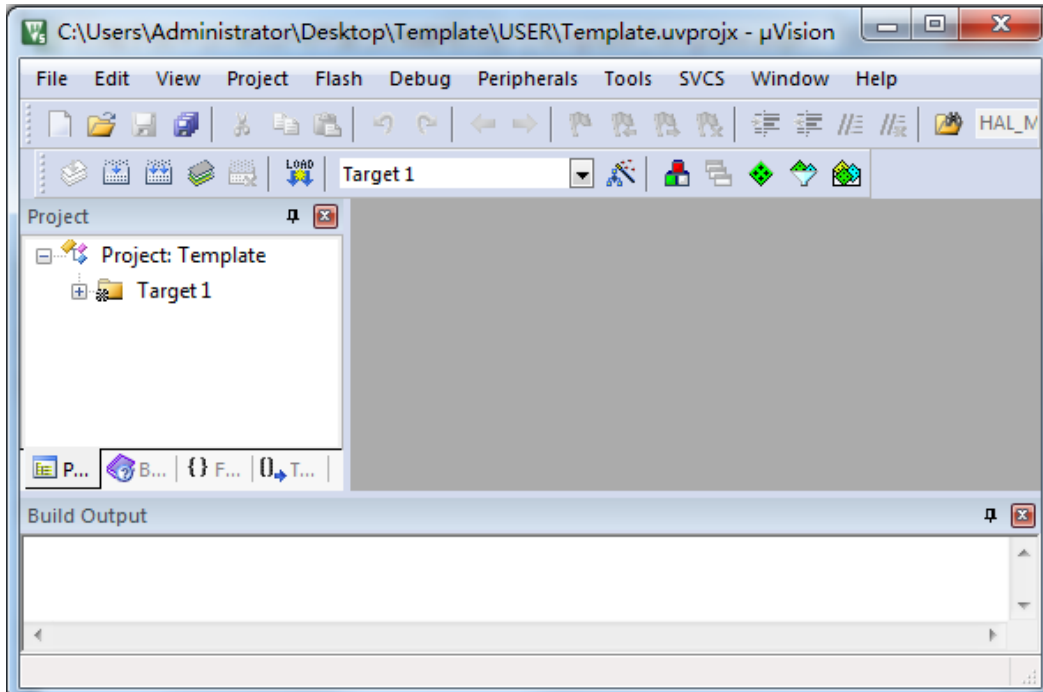 C:\Users\Administrator\Desktop\Template\USER\Template.uvprojx - µVision
File Edit View Project Flash Debug Peripherals Tools SVCS Window Help
HAL_M
LOAD Target 1
Project
Project: Template
Target 1
P... B... {} F... 0 T...
Build Output